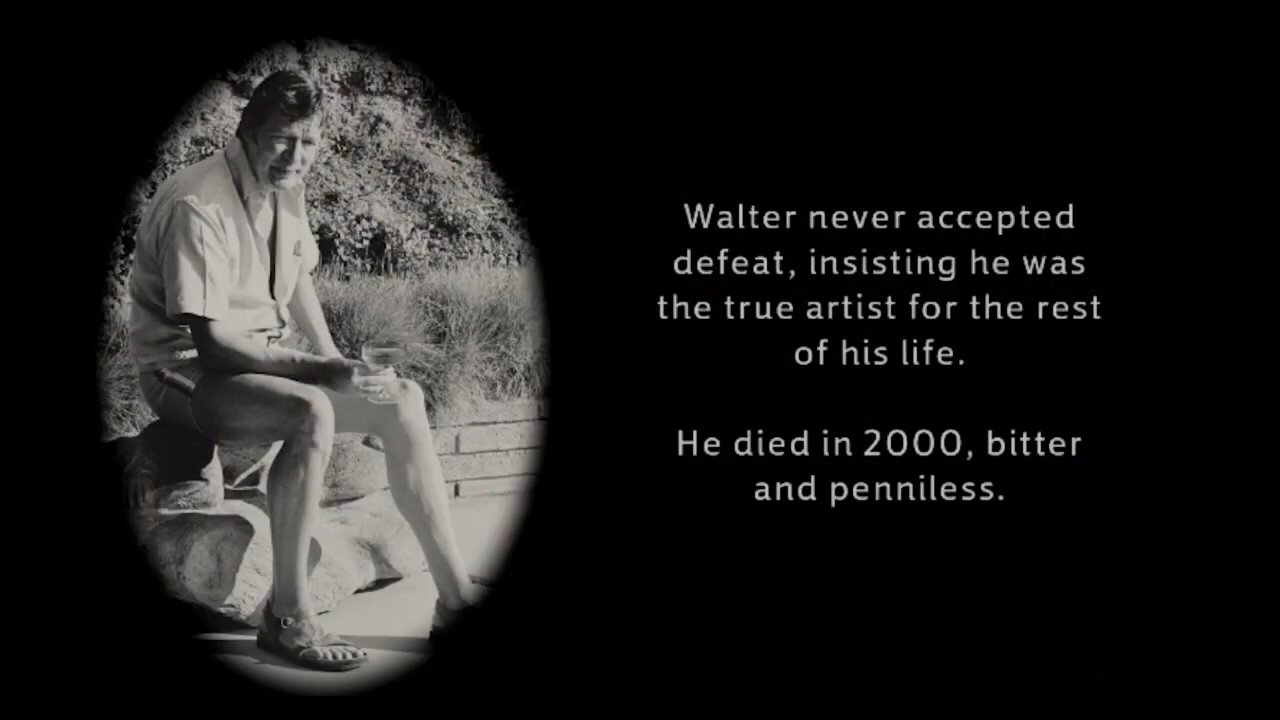 Walter never accepted
defeat, insisting he was
the true artist for the rest
of his life.
He died in 2000, bitter
and penniless.